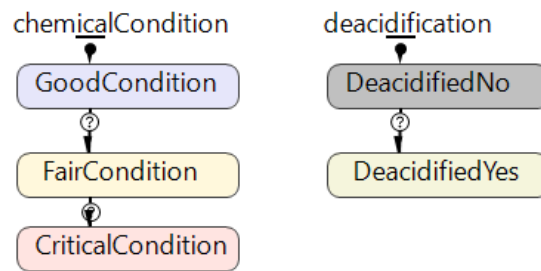 chemicalCondition
GoodCondition
?
FairCondition
?
CriticalCondition
deacidification
DeacidifiedNo
?
DeacidifiedYes